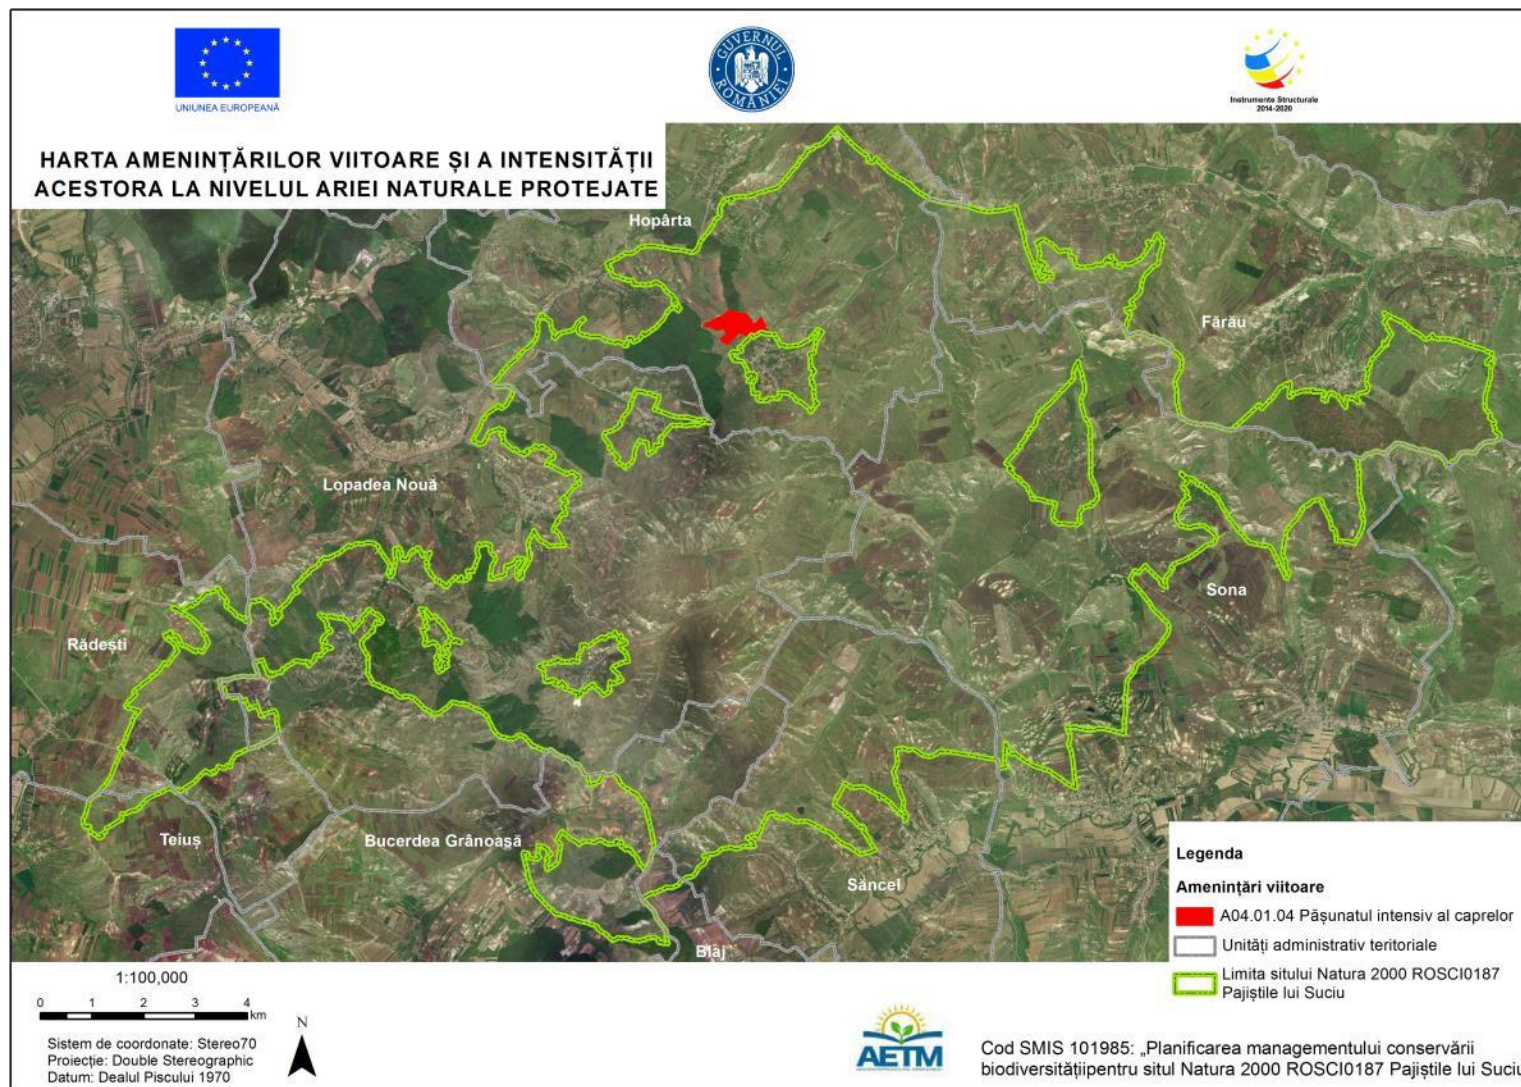 UNIUNEA EUROPEANĂ
GUVERNUL ROMÂNIEI
Instrumente Structurale
2014-2020
HARTA AMENINȚĂRILOR VIITOARE ȘI A INTENSITĂȚII
ACESTORA LA NIVELUL ARIEI NATURALE PROTEJATE
Hopârta
Fărău
Lopadea Nouă
Sona
Rădești
Teiuș
Bucerdea Grânoasă
Sâncel
Blaj
Legenda
Amenințări viitoare
A04.01.04 Pășunatul intensiv al caprelor
Unități administrativ teritoriale
Limita sitului Natura 2000 ROSCI0187
Pajiștile lui Suciu
1:100,000
0 1 2 3 4
km
N
Sistem de coordonate: Stereo70
Proiecție: Double Stereographic
Datum: Dealul Piscului 1970
AETM
Cod SMIS 101985: „Planificarea managementului conservării
biodiversitățiipentru situl Natura 2000 ROSCI0187 Pajiștile lui Suciu